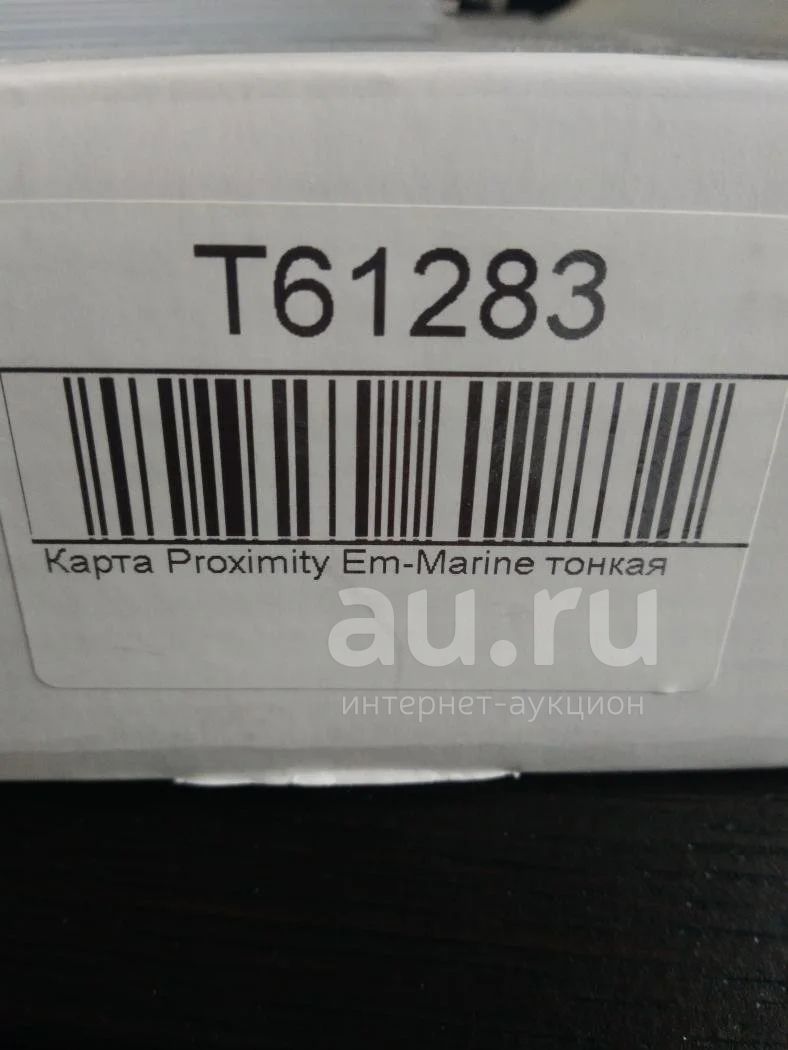 T61283
Карта Proximity Em-Marine тонкая
au.ru
интернет-аукцион